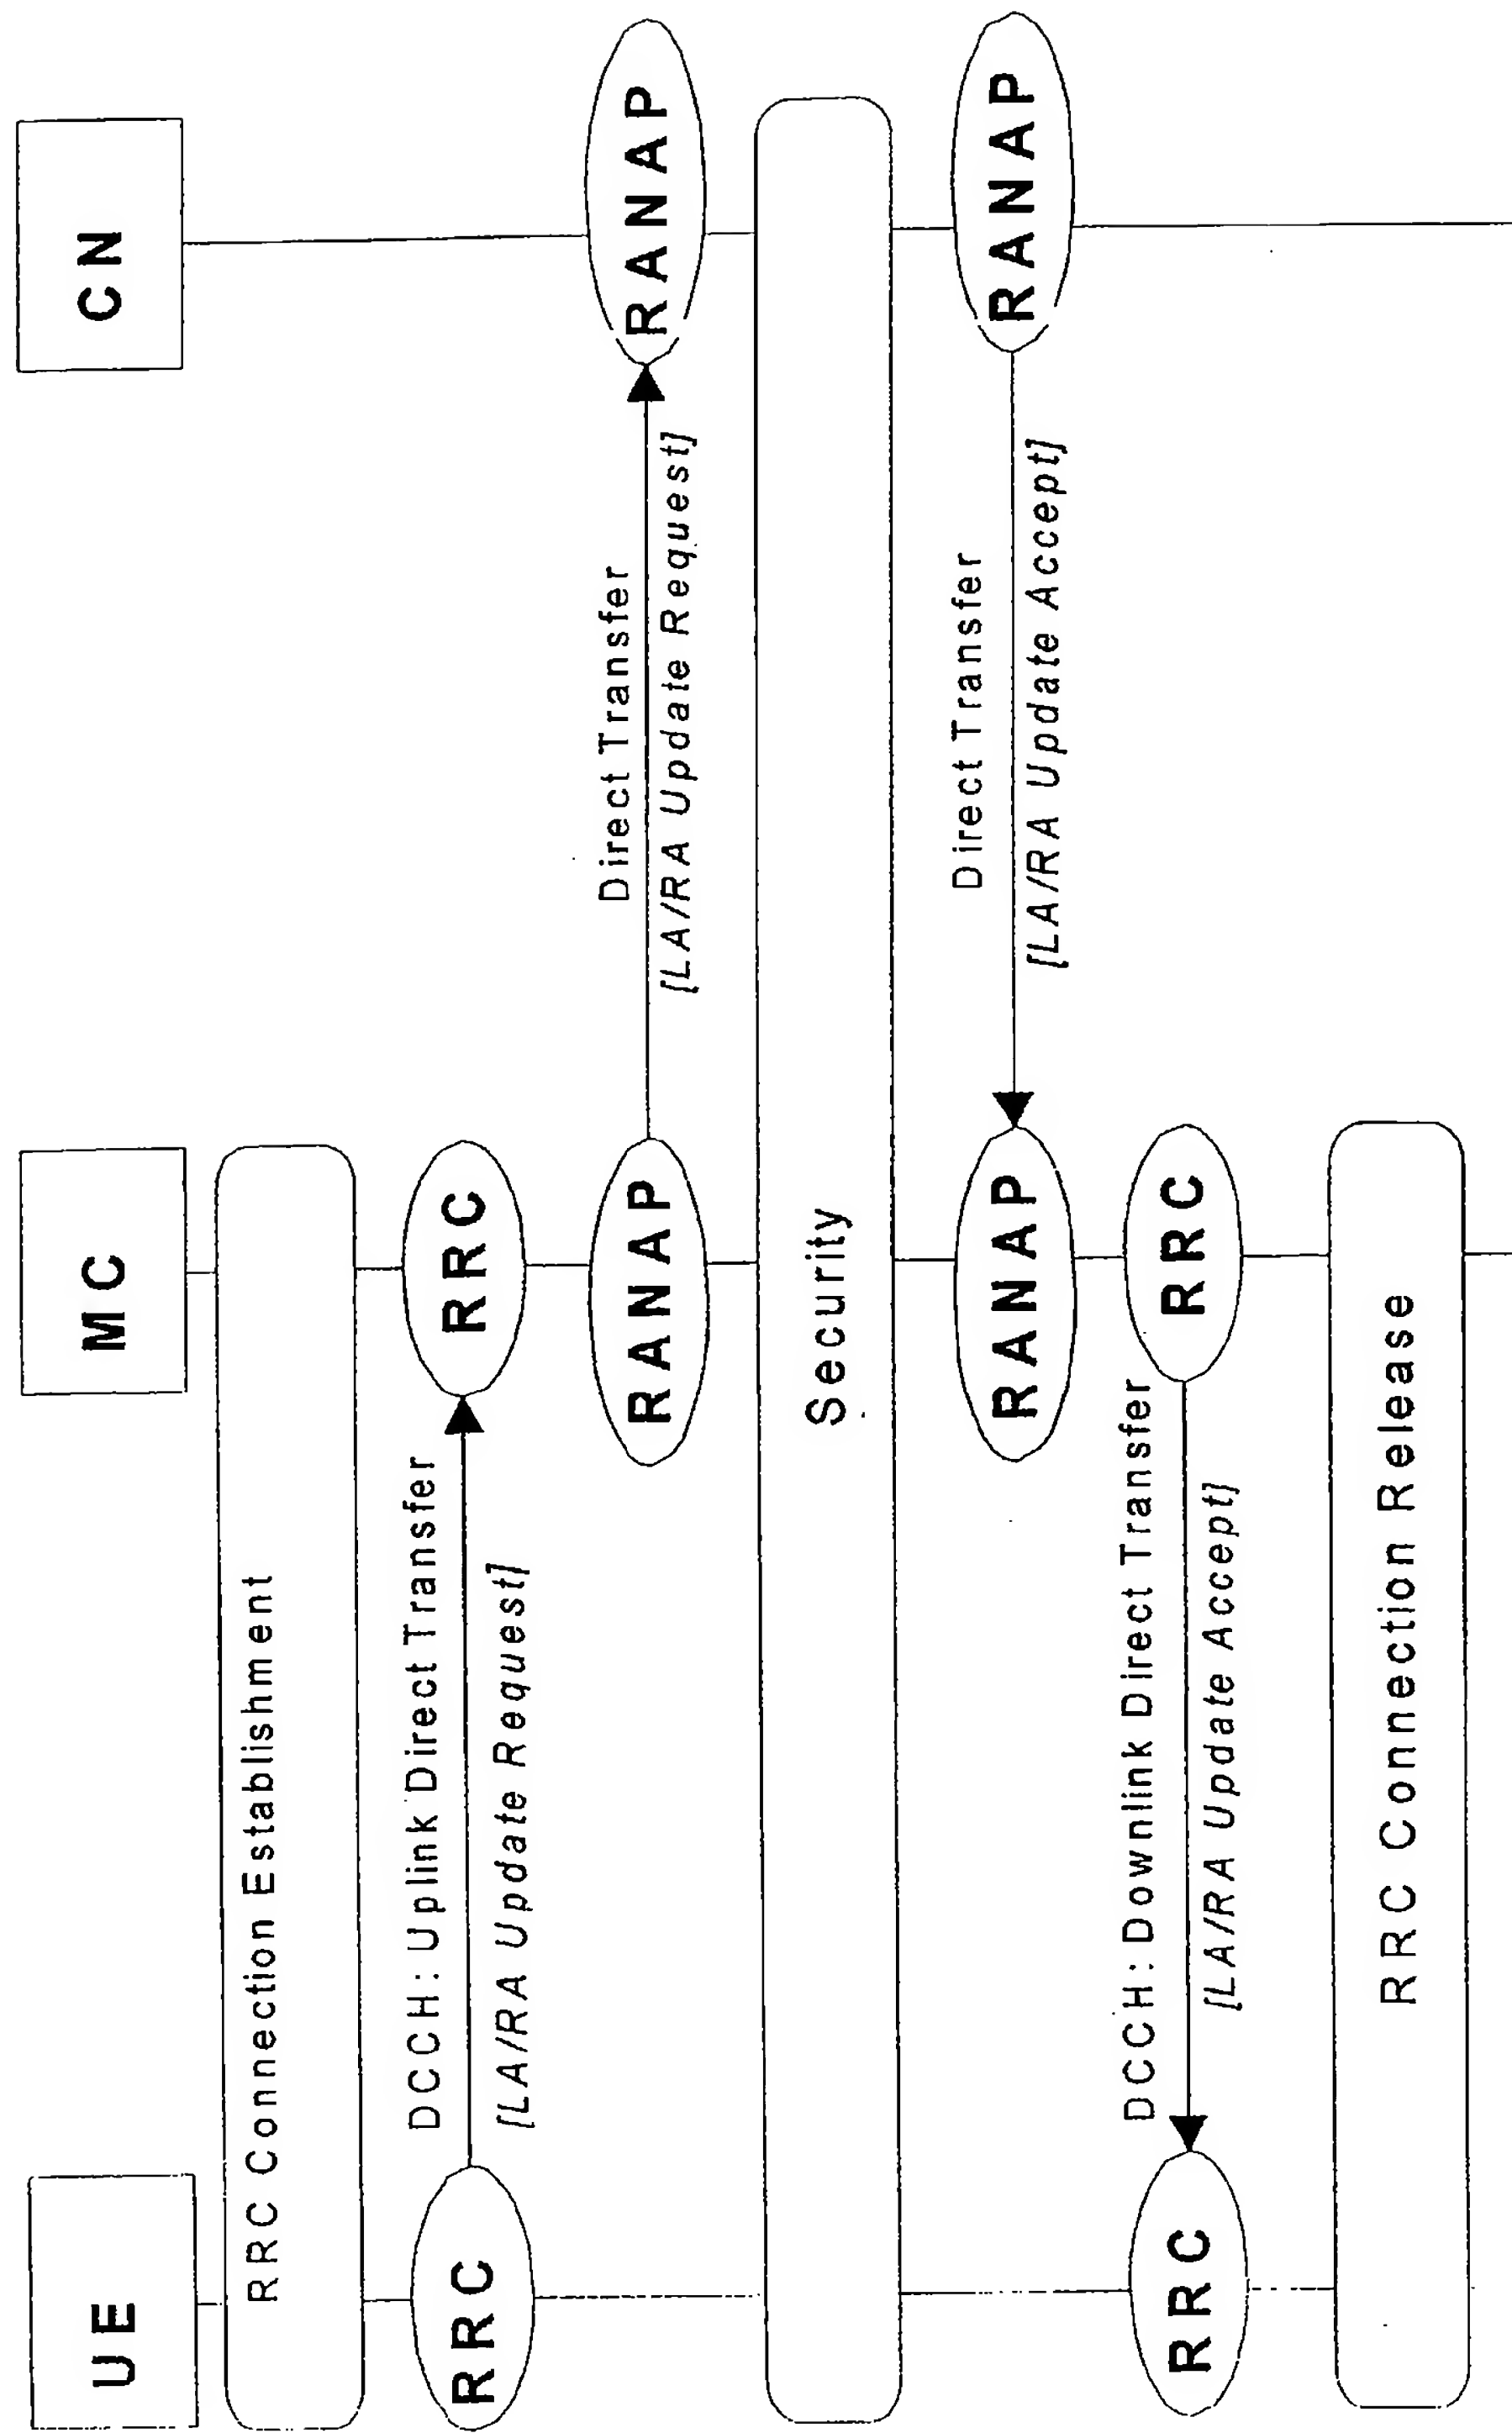 UE
MC
CN
RRC Connection Establishment
DCCH: Uplink Direct Transfer
RRC
RRC
[LA/RA Update Request]
Direct Transfer
RANAP
RANAP
[LA/RA Update Request]
Security
Direct Transfer
RANAP
RANAP
[LA/RA Update Accept]
DCCH: Downlink Direct Transfer
RRC
RRC
[LA/RA Update Accept]
RRC Connection Release